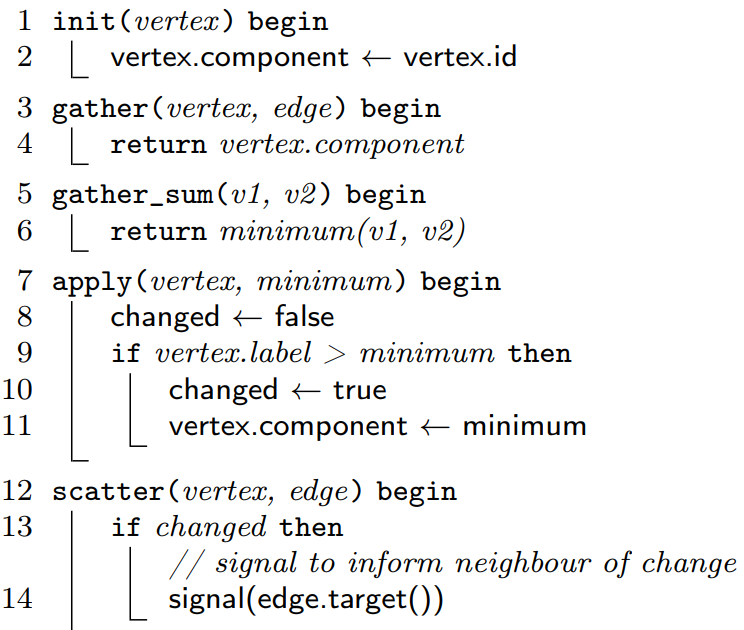 1 init(vertex) begin
2 vertex.component ← vertex.id
3 gather(vertex, edge) begin
4 return vertex.component
5 gather_sum(v1, v2) begin
6 return minimum(v1, v2)
7 apply(vertex, minimum) begin
8 changed ← false
9 if vertex.label > minimum then
10 changed ← true
11 vertex.component ← minimum
12 scatter(vertex, edge) begin
13 if changed then
// signal to inform neighbour of change
14 signal(edge.target())